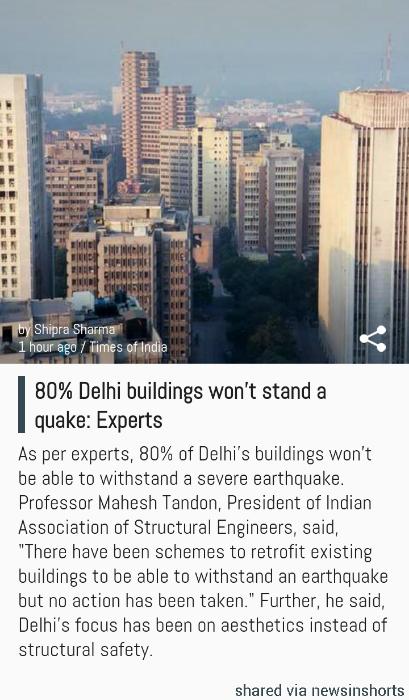 by Shipra Sharma
1 hour ago / Times of India
80% Delhi buildings won't stand a
quake: Experts
As per experts, 80% of Delhi's buildings won't
be able to withstand a severe earthquake.
Professor Mahesh Tandon, President of Indian
Association of Structural Engineers, said,
"There have been schemes to retrofit existing
buildings to be able to withstand an earthquake
but no action has been taken." Further, he said,
Delhi's focus has been on aesthetics instead of
structural safety.
shared via newsinshorts